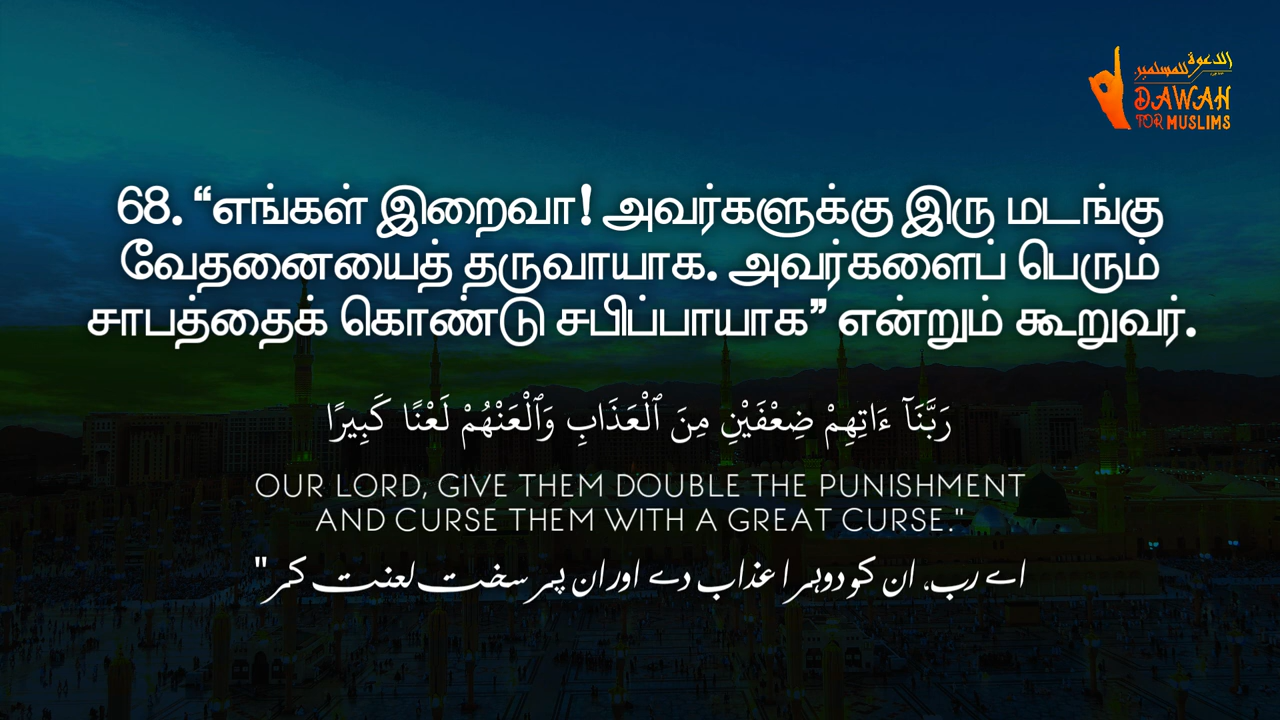 الدعوة للمسلمين
DAWAH
FOR MUSLIMS
68. “எங்கள் இறைவா! அவர்களுக்கு இரு மடங்கு
வேதனையைத் தருவாயாக. அவர்களைப் பெரும்
சாபத்தைக் கொண்டு சபிப்பாயாக” என்றும் கூறுவர்.
رَبَّنَآ ءَاتِهِمْ ضِعْفَيْنِ مِنَ ٱلْعَذَابِ وَٱلْعَنْهُمْ لَعْنًا كَبِيرًا
OUR LORD, GIVE THEM DOUBLE THE PUNISHMENT
AND CURSE THEM WITH A GREAT CURSE."
اے رب، ان کو دوہرا عذاب دے اور ان پر سخت لعنت کر"